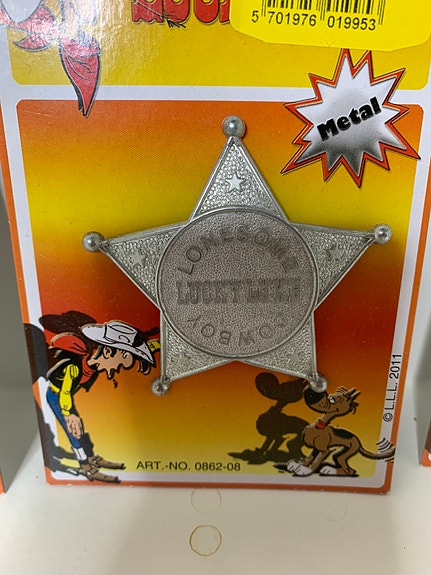 5 701976 019953
Metal
LONESOME
LUCKY LUKE
COWBOY
© L.L.L. 2011
ART.-NO. 0862-08